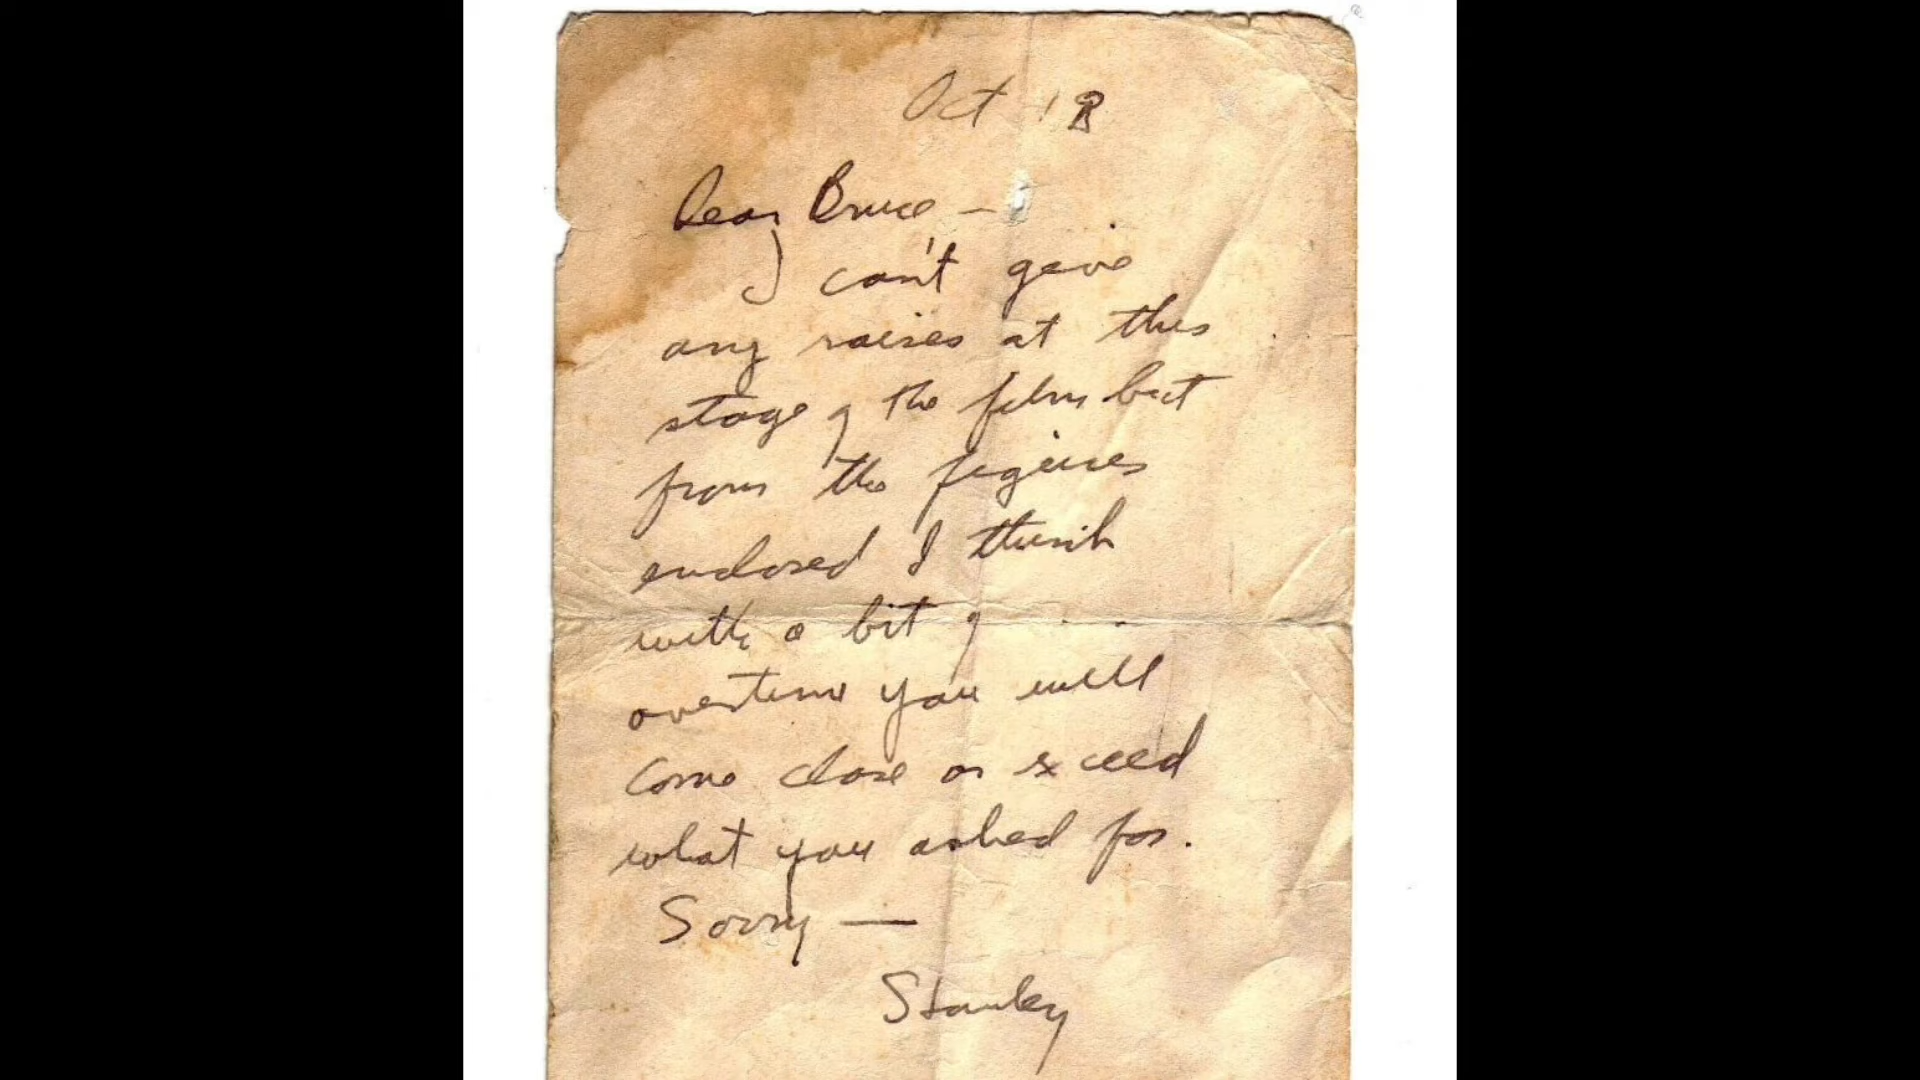 Oct 18
Dear Bruce –
I can't give
any raises at this
stage of the film but
from the figures
enclosed I think
with a bit of
overtime you will
come close or exceed
what you asked for.
Sorry —
Stanley